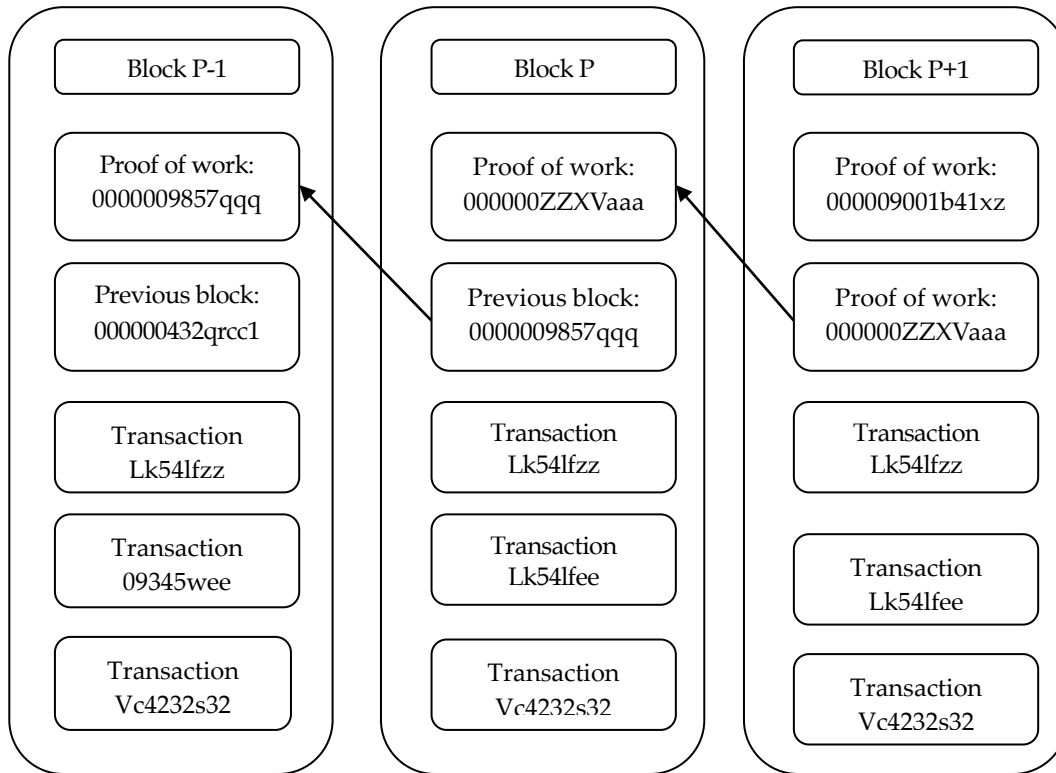 Block P-1
Proof of work:
0000009857qqq
Previous block:
000000432qrcc1
Transaction
Lk54lfzz
Transaction
09345wee
Transaction
Vc4232s32
Block P
Proof of work:
000000ZZXVaaa
Previous block:
0000009857qqq
Transaction
Lk54lfzz
Transaction
Lk54lfee
Transaction
Vc4232s32
Block P+1
Proof of work:
000009001b41xz
Proof of work:
000000ZZXVaaa
Transaction
Lk54lfzz
Transaction
Lk54lfee
Transaction
Vc4232s32